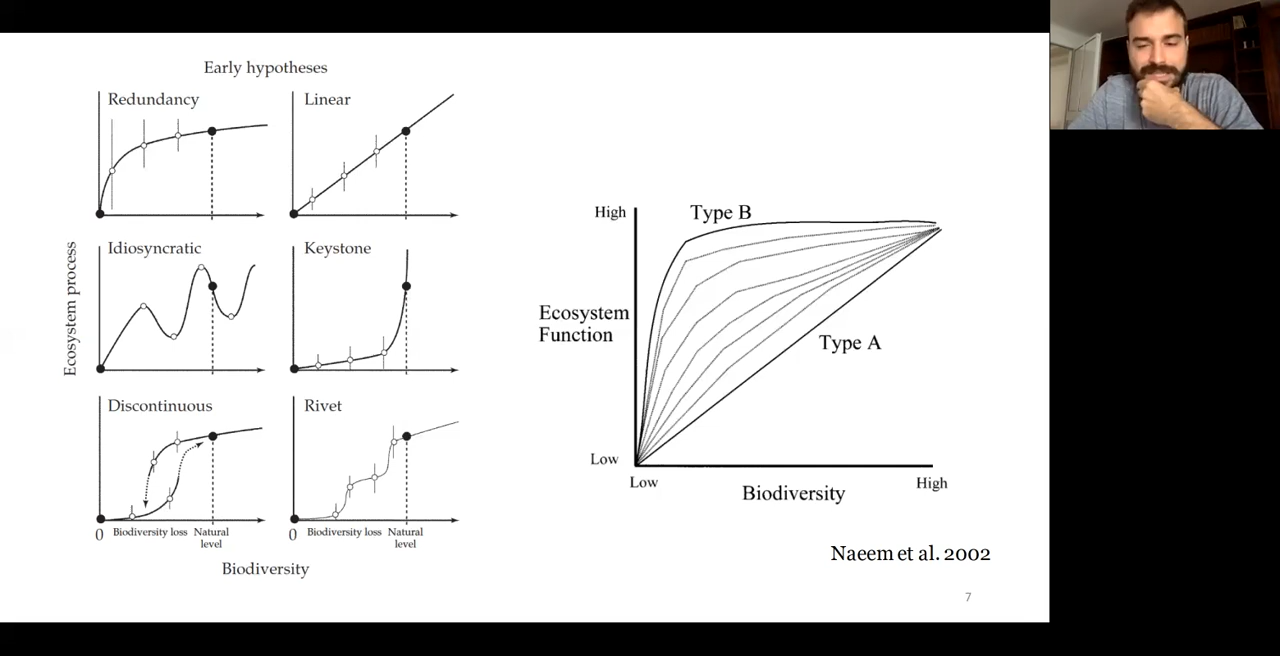 Early hypotheses
Redundancy
Linear
Idiosyncratic
Keystone
Discontinuous
Rivet
Ecosystem process
0
Biodiversity loss
Natural
level
0
Biodiversity loss
Natural
level
Biodiversity
High
Type B
Ecosystem
Function
Type A
Low
Low
Biodiversity
High
Naeem et al. 2002
7